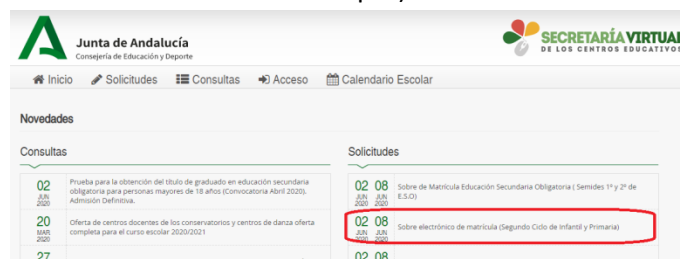 Junta de Andalucía
Consejería de Educación y Deporte
SECRETARÍA VIRTUAL
DE LOS CENTROS EDUCATIVOS
Inicio Solicitudes Consultas Acceso Calendario Escolar
Novedades
Consultas
02 JUN 2020
Prueba para la obtención del título de graduado en educación secundaria
obligatoria para personas mayores de 18 años (Convocatoria Abril 2020).
Admisión Definitiva.
20 MAR 2020
Oferta de centros docentes de los conservatorios y centros de danza oferta
completa para el curso escolar 2020/2021
27
Solicitudes
02 08
JUN JUN
2020 2020
Sobre de Matrícula Educación Secundaria Obligatoria ( Semides 1º y 2º de
E.S.O)
02 08
JUN JUN
2020 2020
Sobre electrónico de matrícula (Segundo Ciclo de Infantil y Primaria)
02 08